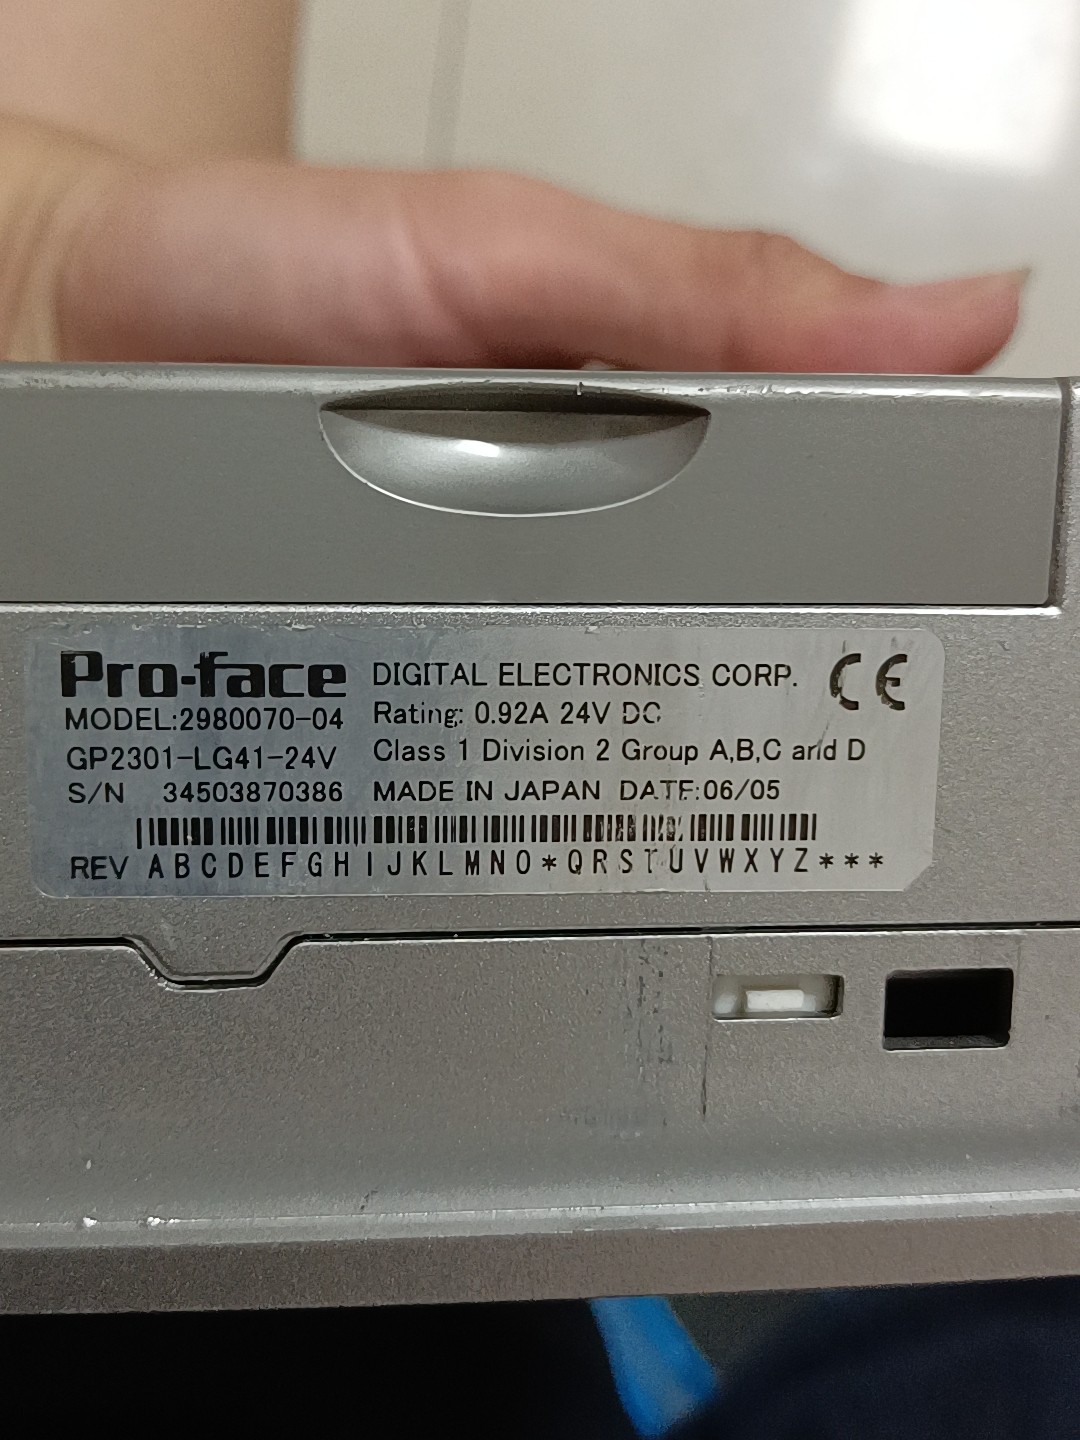 Pro-face DIGITAL ELECTRONICS CORP. CE
MODEL:2980070-04 Rating: 0.92A 24V DC
GP2301-LG41-24V Class 1 Division 2 Group A,B,C and D
S/N 34503870386 MADE IN JAPAN DATE:06/05
REV A B C D E F G H I J K L M N O * Q R S T U V W X Y Z * * *